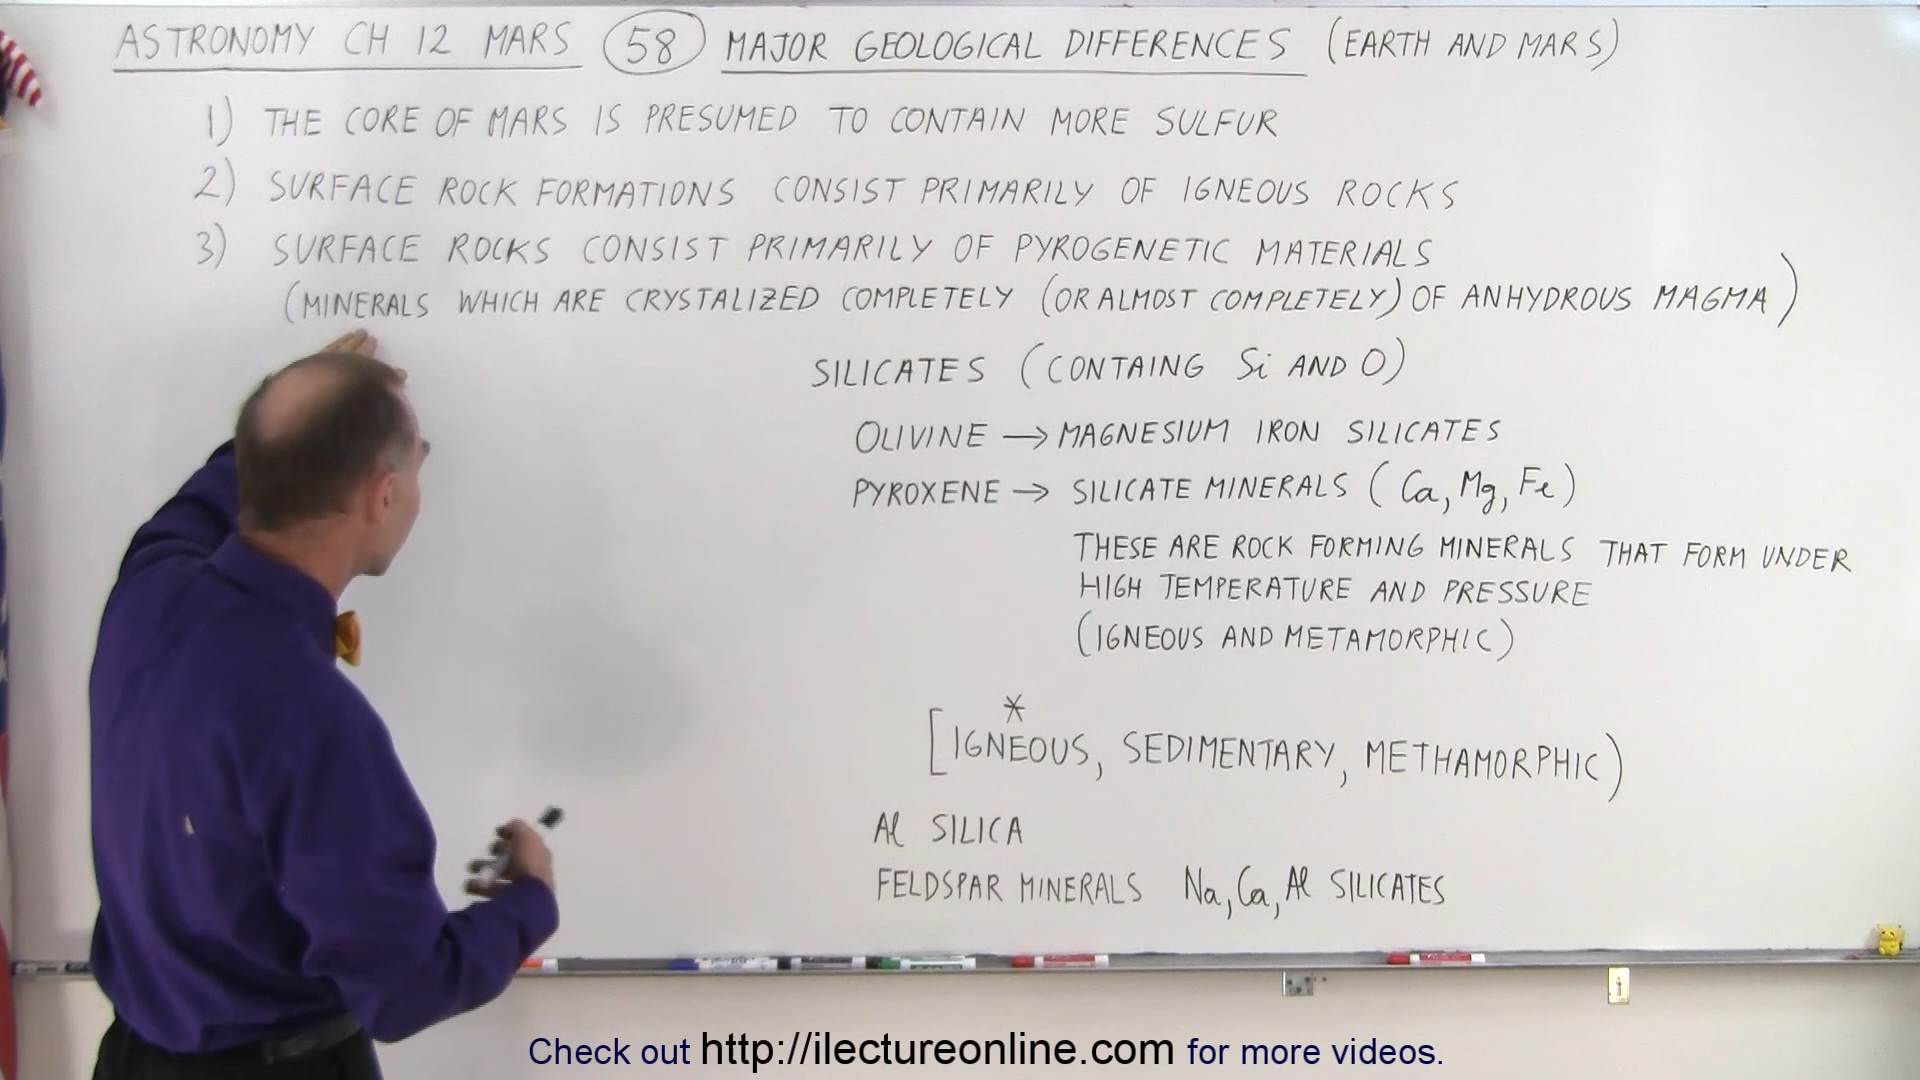 ASTRONOMY CH 12 MARS 58 MAJOR GEOLOGICAL DIFFERENCES (EARTH AND MARS)
1) THE CORE OF MARS IS PRESUMED TO CONTAIN MORE SULFUR
2) SURFACE ROCK FORMATIONS CONSIST PRIMARILY OF IGNEOUS ROCKS
3) SURFACE ROCKS CONSIST PRIMARILY OF PYROGENETIC MATERIALS
(MINERALS WHICH ARE CRYSTALIZED COMPLETELY (OR ALMOST COMPLETELY) OF ANHYDROUS MAGMA)
SILICATES (CONTAING Si AND O)
OLIVINE → MAGNESIUM IRON SILICATES
PYROXENE → SILICATE MINERALS (Ca, Mg, Fe)
THESE ARE ROCK FORMING MINERALS THAT FORM UNDER
HIGH TEMPERATURE AND PRESSURE
(IGNEOUS AND METAMORPHIC)
*
[IGNEOUS, SEDIMENTARY, METHAMORPHIC)
Al SILICA
FELDSPAR MINERALS Na, Ca, Al SILICATES
Check out http://ilectureonline.com for more videos.